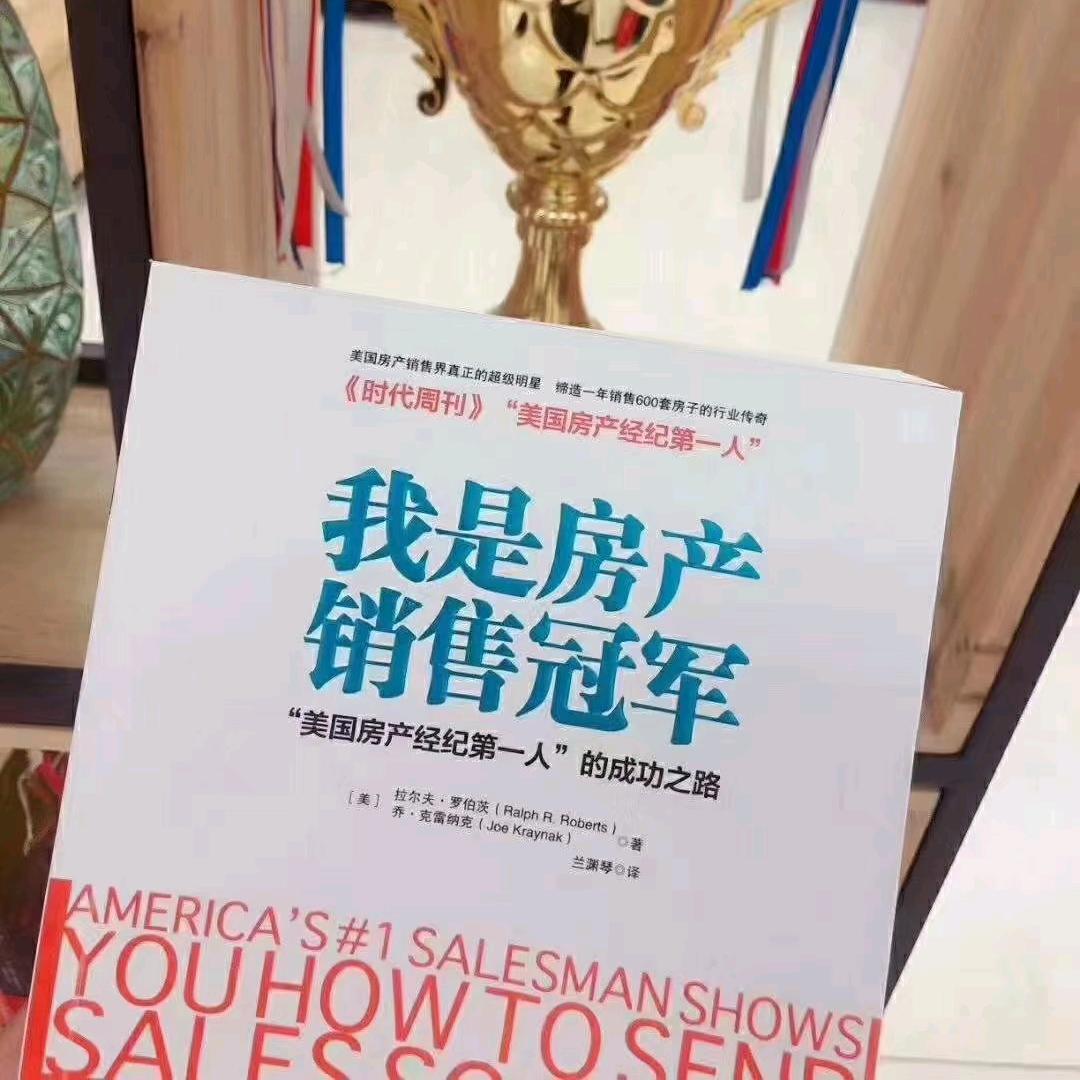 美国房产销售界真正的超级明星 缔造一年销售600套房子的行业传奇
《时代周刊》“美国房产经纪第一人”
我是房产
销售冠军
“美国房产经纪第一人”的成功之路
[美] 拉尔夫·罗伯茨(Ralph R. Roberts)
乔·克雷纳克(Joe Kraynak) ◎著
兰渊琴◎译
AMERICA'S #1 SALESMAN SHOWS
YOU HOW TO SEND
SALES